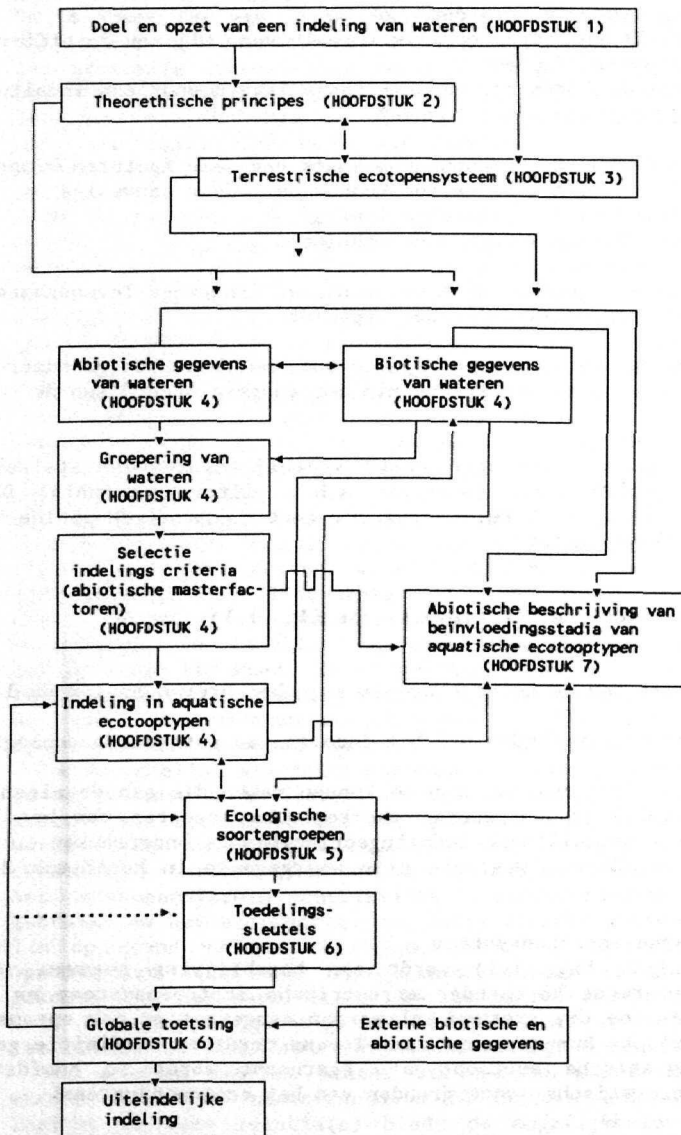 Doel en opzet van een indeling van wateren (HOOFDSTUK 1)
Theorethische principes (HOOFDSTUK 2)
Terrestrische ecotopensysteem (HOOFDSTUK 3)
Abiotische gegevens
van wateren
(HOOFDSTUK 4)
Biotische gegevens
van wateren
(HOOFDSTUK 4)
Groepering van
wateren
(HOOFDSTUK 4)
Selectie
indelings criteria
(abiotische masterfac-
toren)
(HOOFDSTUK 4)
Abiotische beschrijving van
beïnvloedingsstadia van
aquatische ecotooptypen
(HOOFDSTUK 7)
Indeling in aquatische
ecotooptypen
(HOOFDSTUK 4)
Ecologische
soortengroepen
(HOOFDSTUK 5)
Toedelings-
sleutels
(HOOFDSTUK 6)
Globale toetsing
(HOOFDSTUK 6)
Externe biotische en
abiotische gegevens
Uiteindelijke
indeling